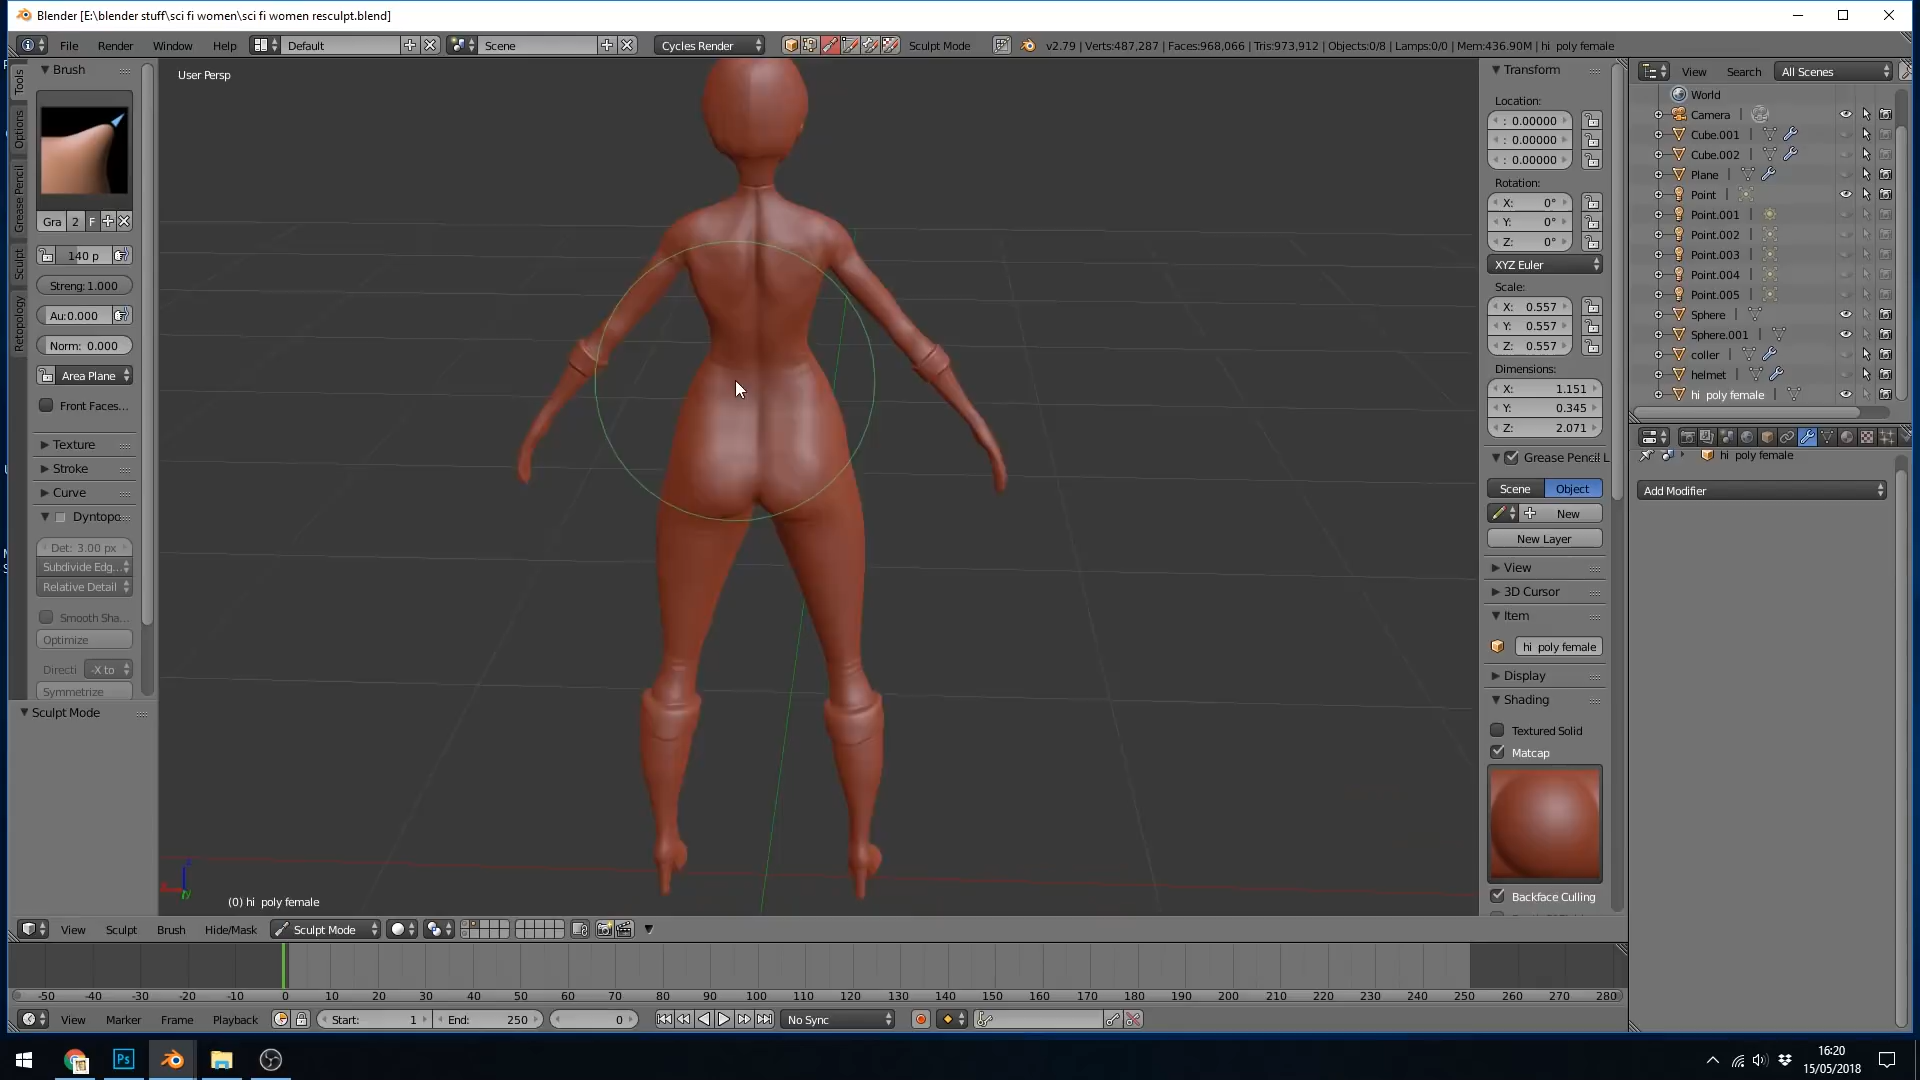 Blender [E:\blender stuff\sci fi women\sci fi women resculpt.blend]
File Render Window Help Default Scene Cycles Render Sculpt Mode v2.79 | Verts:487,287 | Faces:968,066 | Tris:973,912 | Objects:0/8 | Lamps:0/0 | Mem:436.90M | hi poly female
Tools
Options
Grease Pencil
Sculpt
Retopology
Brush
Gra 2 F
140 p
Streng: 1.000
Au:0.000
Norm: 0.000
Area Plane
Front Faces...
Texture
Stroke
Curve
Dyntopo
Det: 3.00 px
Subdivide Edg...
Relative Detail
Smooth Sha...
Optimize
Directi -X to
Symmetrize
Sculpt Mode
User Persp
(0) hi poly female
Transform
Location:
: 0.00000
: 0.00000
: 0.00000
Rotation:
X: 0°
Y: 0°
Z: 0°
XYZ Euler
Scale:
X: 0.557
Y: 0.557
Z: 0.557
Dimensions:
X: 1.151
Y: 0.345
Z: 2.071
Grease Pencil L
Scene Object
New
New Layer
View
3D Cursor
Item
hi poly female
Display
Shading
Textured Solid
Matcap
Backface Culling
View Search All Scenes
World
Camera
Cube.001
Cube.002
Plane
Point
Point.001
Point.002
Point.003
Point.004
Point.005
Sphere
Sphere.001
coller
helmet
hi poly female
hi poly female
Add Modifier
View Sculpt Brush Hide/Mask Sculpt Mode
-50 -40 -30 -20 -10 0 10 20 30 40 50 60 70 80 90 100 110 120 130 140 150 160 170 180 190 200 210 220 230 240 250 260 270 280
View Marker Frame Playback Start: 1 End: 250 0 No Sync
Ps
16:20
15/05/2018